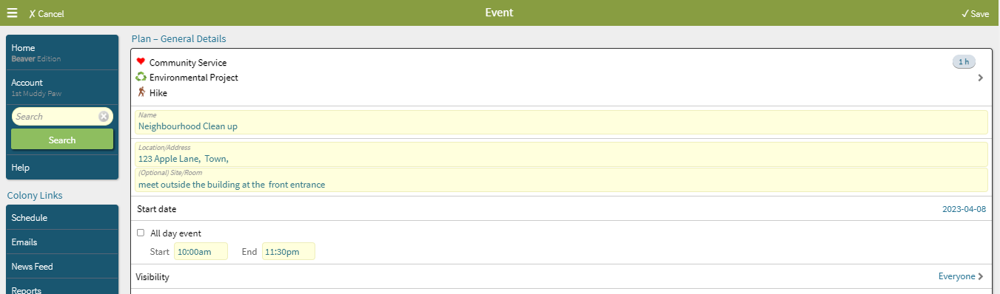 ☰ ✗ Cancel Event ✓ Save
Home
Beaver Edition
Account
1st Muddy Paw
Search
Search
Help
Colony Links
Schedule
Emails
News Feed
Reports
Plan – General Details
Community Service
1 h
Environmental Project
Hike
Name
Neighbourhood Clean up
Location/Address
123 Apple Lane, Town,
(Optional) Site/Room
meet outside the building at the front entrance
Start date 2023-04-08
All day event
Start 10:00am End 11:30pm
Visibility Everyone